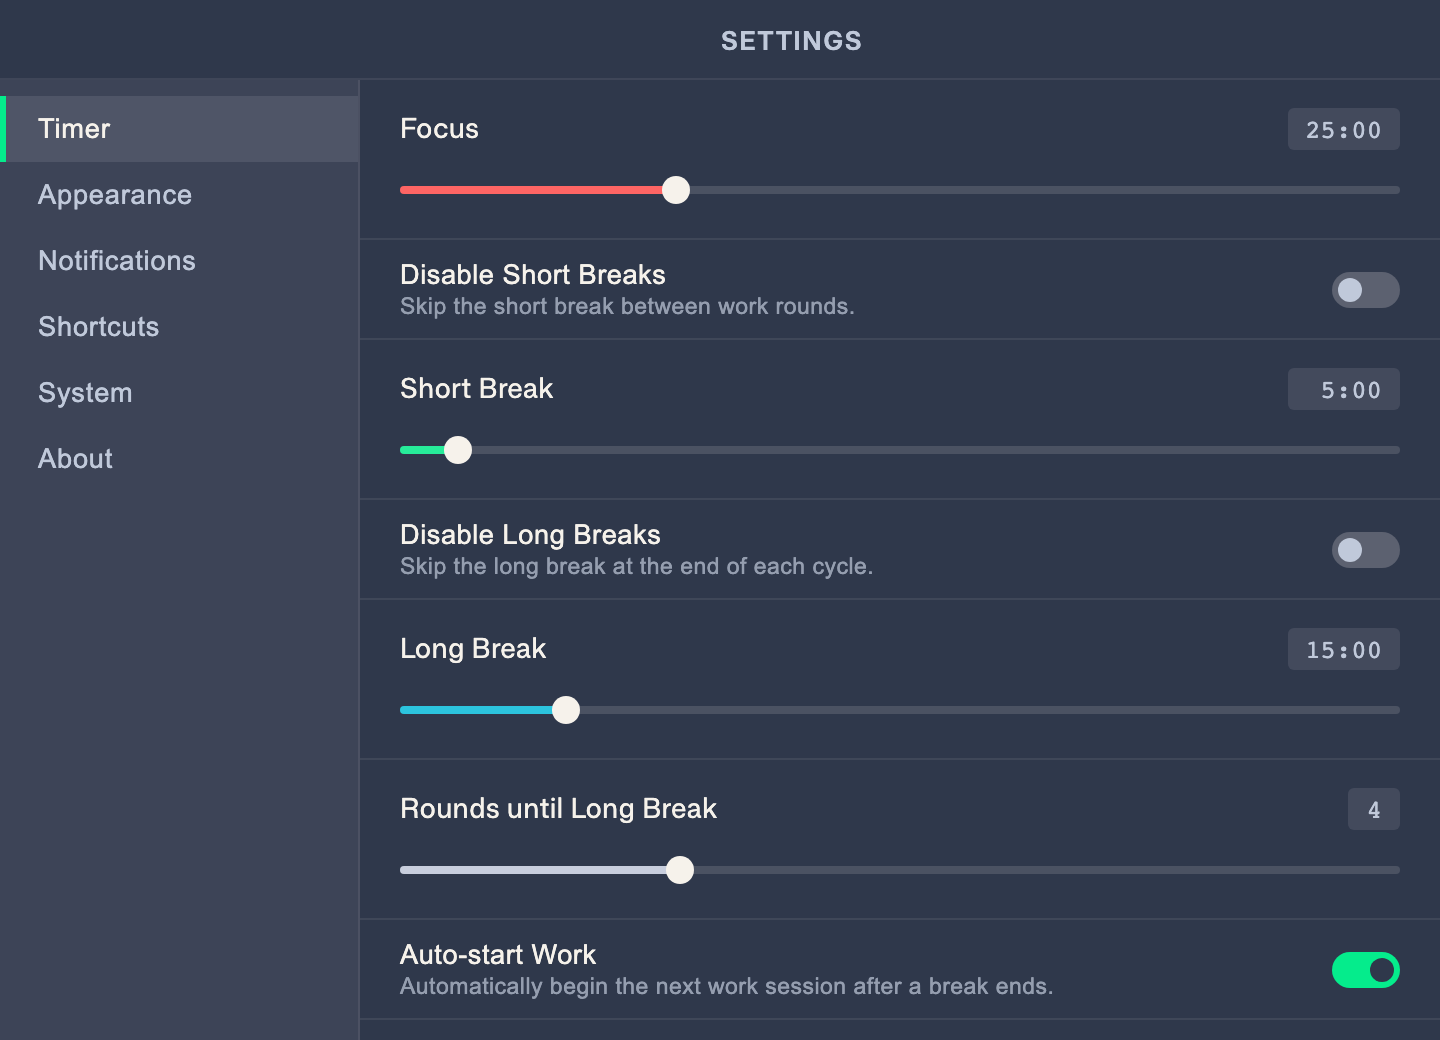 SETTINGS
Timer
Appearance
Notifications
Shortcuts
System
About
Focus
25:00
Disable Short Breaks
Skip the short break between work rounds.
Short Break
5:00
Disable Long Breaks
Skip the long break at the end of each cycle.
Long Break
15:00
Rounds until Long Break
4
Auto-start Work
Automatically begin the next work session after a break ends.